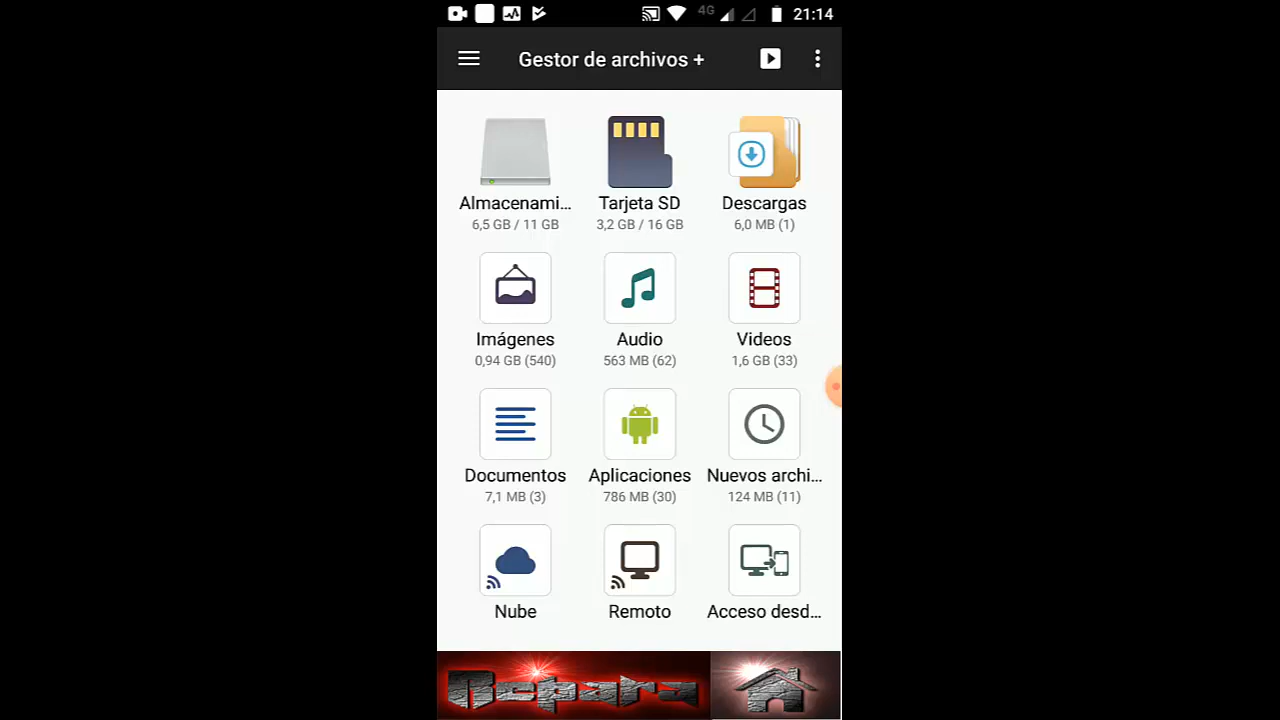 4G 21:14
Gestor de archivos +
Almacenami... Tarjeta SD Descargas
6,5 GB / 11 GB 3,2 GB / 16 GB 6,0 MB (1)
Imágenes Audio Videos
0,94 GB (540) 563 MB (62) 1,6 GB (33)
Documentos Aplicaciones Nuevos archi...
7,1 MB (3) 786 MB (30) 124 MB (11)
Nube Remoto Acceso desd...
Repara